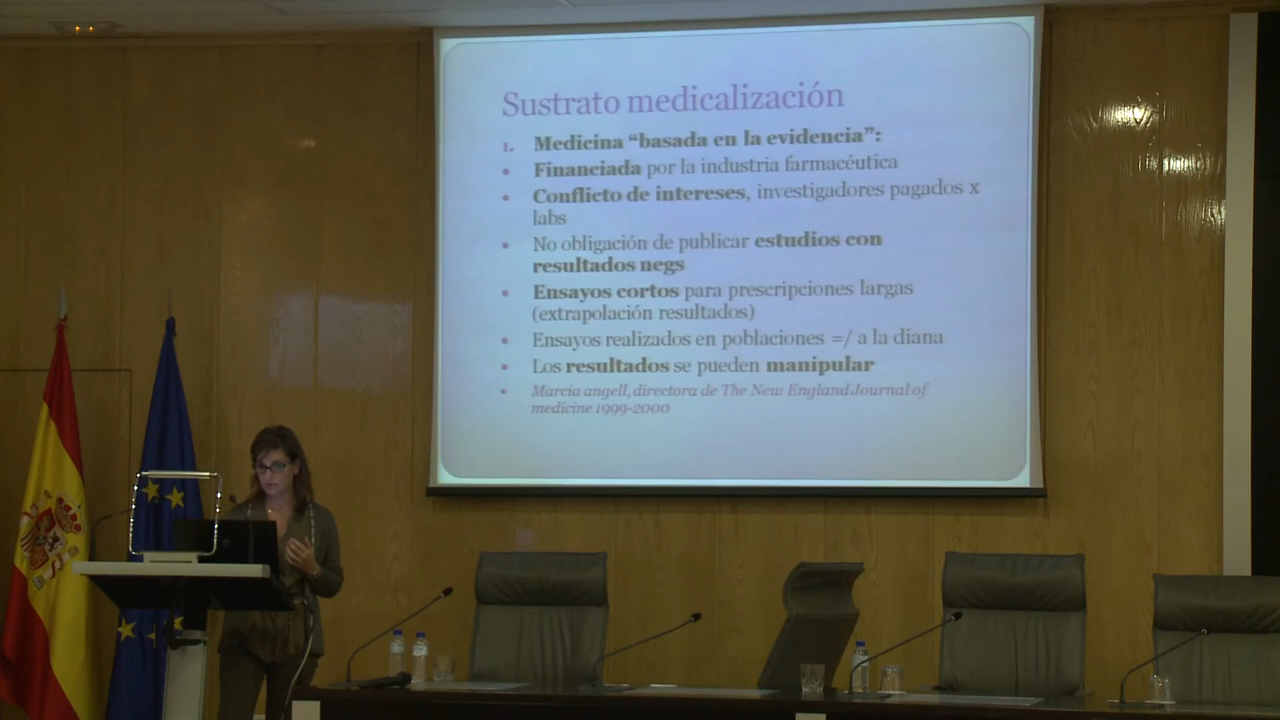 Sustrato medicalización
1. Medicina “basada en la evidencia”:
• Financiada por la industria farmacéutica
• Conflicto de intereses, investigadores pagados x
labs
• No obligación de publicar estudios con
resultados negs
• Ensayos cortos para prescripciones largas
(extrapolación resultados)
• Ensayos realizados en poblaciones =/ a la diana
• Los resultados se pueden manipular
• Marcia angell, directora de The New England Journal of
medicine 1999-2000